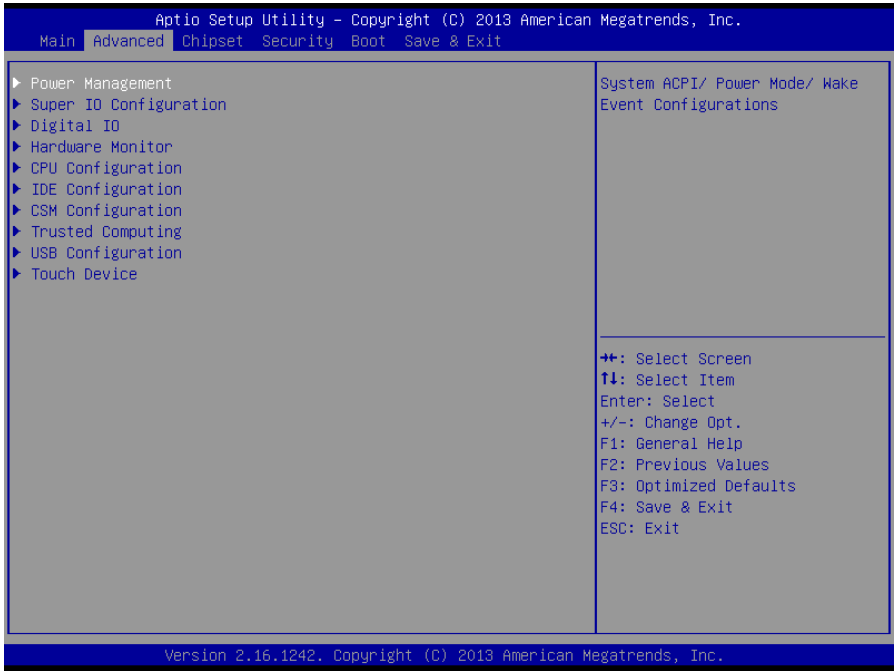 Aptio Setup Utility – Copyright (C) 2013 American Megatrends, Inc.
Main Advanced Chipset Security Boot Save & Exit
Power Management
Super IO Configuration
Digital IO
Hardware Monitor
CPU Configuration
IDE Configuration
CSM Configuration
Trusted Computing
USB Configuration
Touch Device
System ACPI/ Power Mode/ Wake
Event Configurations
→←: Select Screen
↑↓: Select Item
Enter: Select
+/-: Change Opt.
F1: General Help
F2: Previous Values
F3: Optimized Defaults
F4: Save & Exit
ESC: Exit
Version 2.16.1242. Copyright (C) 2013 American Megatrends, Inc.